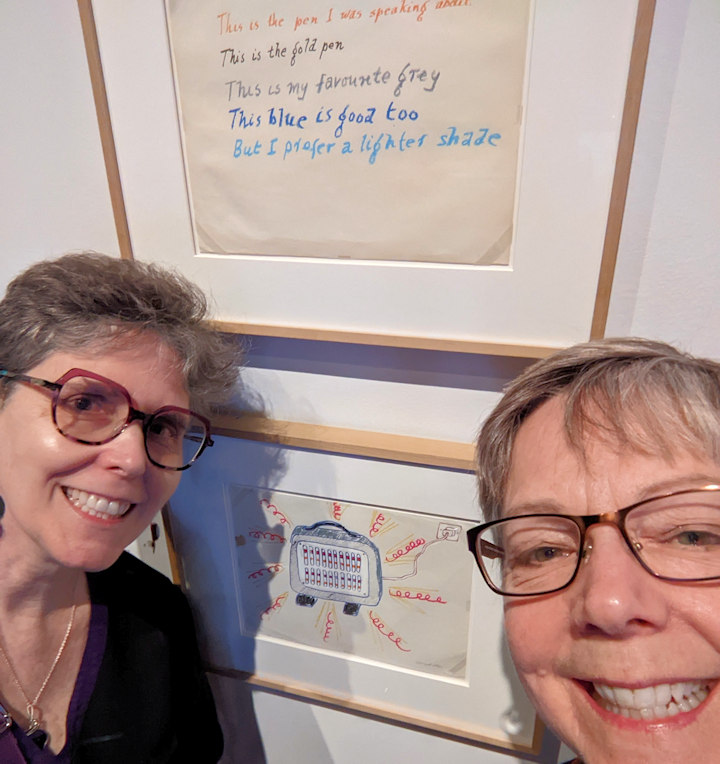 This is the pen I was speaking about.
This is the gold pen
This is my favourite grey
This blue is good too
But I prefer a lighter shade